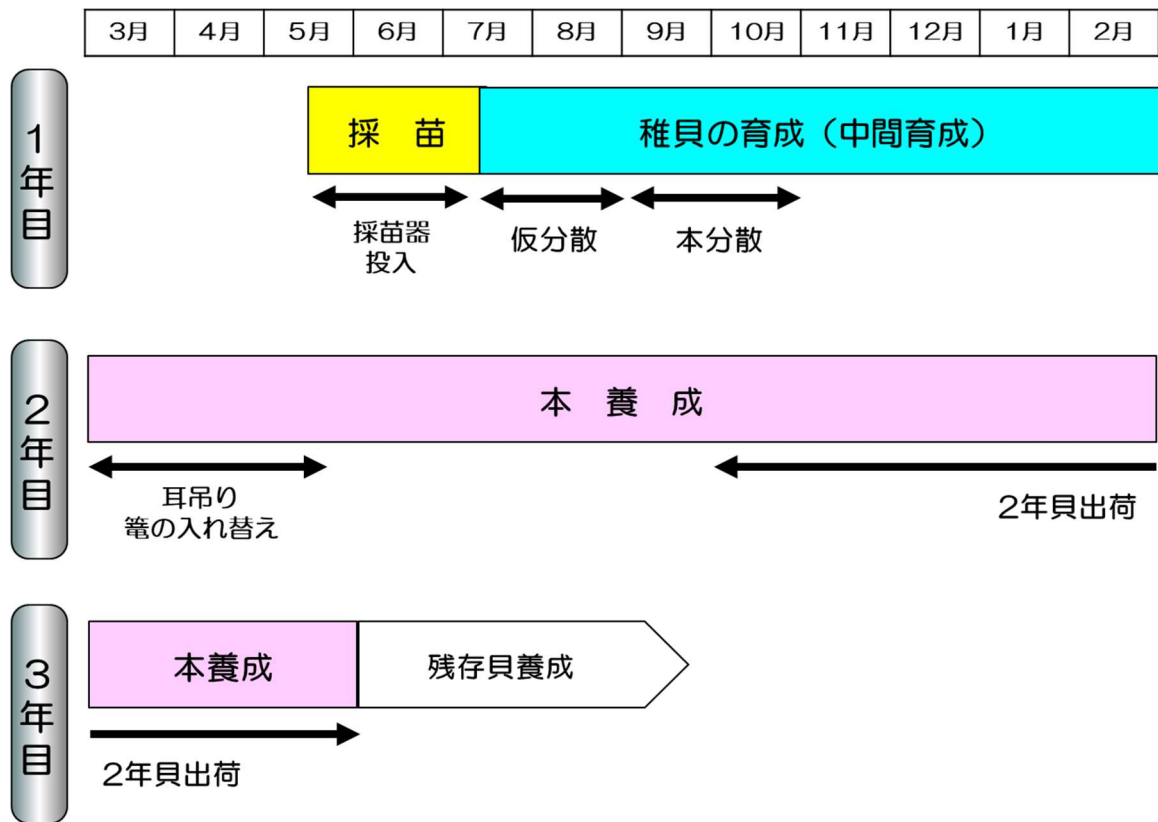 3月 4月 5月 6月 7月 8月 9月 10月 11月 12月 1月 2月
1年目
採 苗
稚貝の育成（中間育成）
採苗器
投入
仮分散
本分散
2年目
本 養 成
耳吊り
篭の入れ替え
2年貝出荷
3年目
本養成
残存貝養成
2年貝出荷